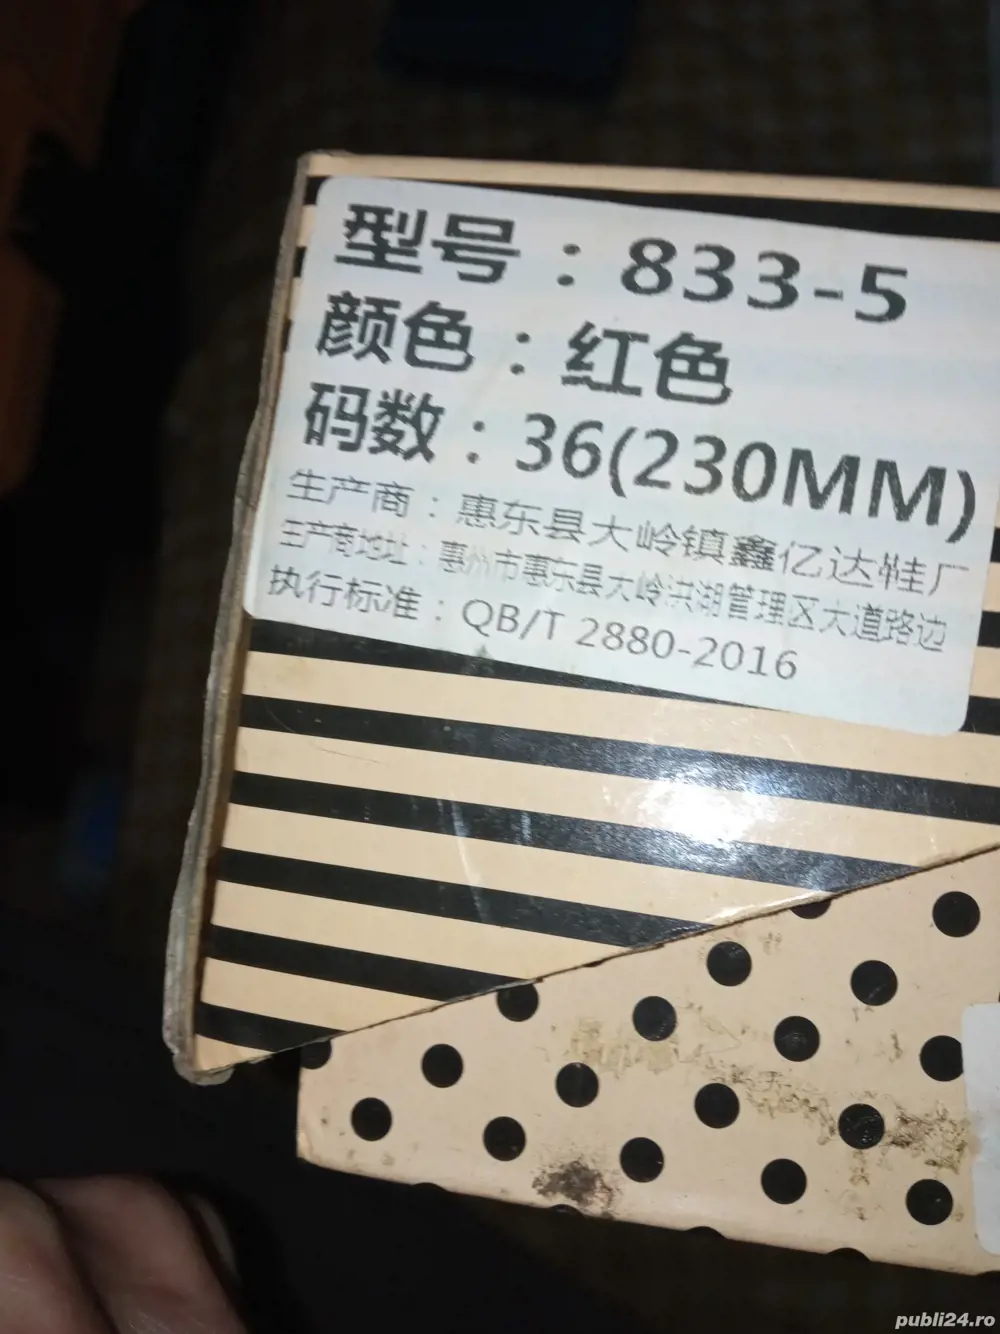 型号：833-5
颜色：红色
码数：36(230MM)
生产商：惠东县大岭镇鑫亿达鞋厂
生产商地址：惠州市惠东县大岭洪湖管理区大道路边
执行标准：QB/T 2880-2016
publi24.ro